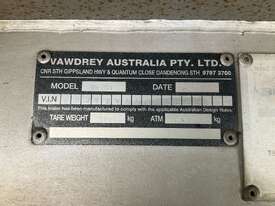 VAWDREY AUSTRALIA PTY. LTD.
CNR STH GIPPSLAND HWY & QUANTUM CLOSE DANDENONG STH 9797 3700
MODEL DATE
V.I.N
This trailer has been manufactured to comply with the applicable Australian Design Rules
TARE WEIGHT kg ATM kg